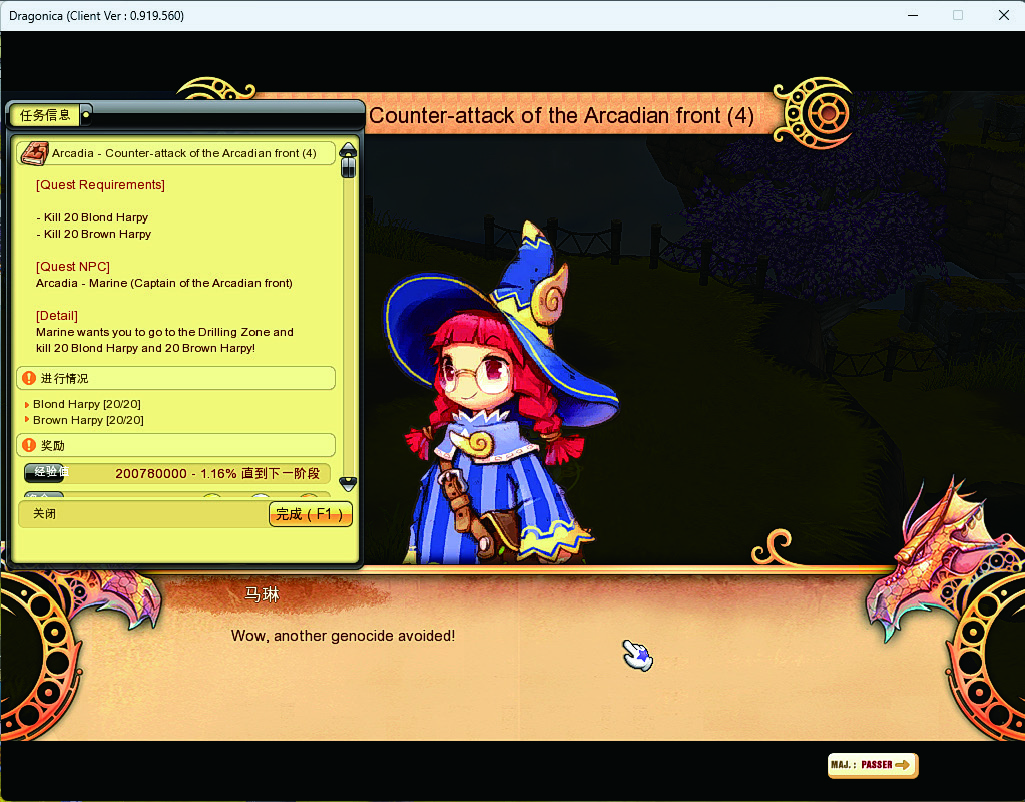 Dragonica (Client Ver : 0.919.560)
Counter-attack of the Arcadian front (4)
任务信息
Arcadia - Counter-attack of the Arcadian front (4)
[Quest Requirements]
- Kill 20 Blond Harpy
- Kill 20 Brown Harpy
[Quest NPC]
Arcadia - Marine (Captain of the Arcadian front)
[Detail]
Marine wants you to go to the Drilling Zone and
kill 20 Blond Harpy and 20 Brown Harpy!
进行情况
Blond Harpy [20/20]
Brown Harpy [20/20]
奖励
经验值 200780000 - 1.16% 直到下一阶段
关闭
完成 ( F1 )
马琳
Wow, another genocide avoided!
MAJ. : PASSER